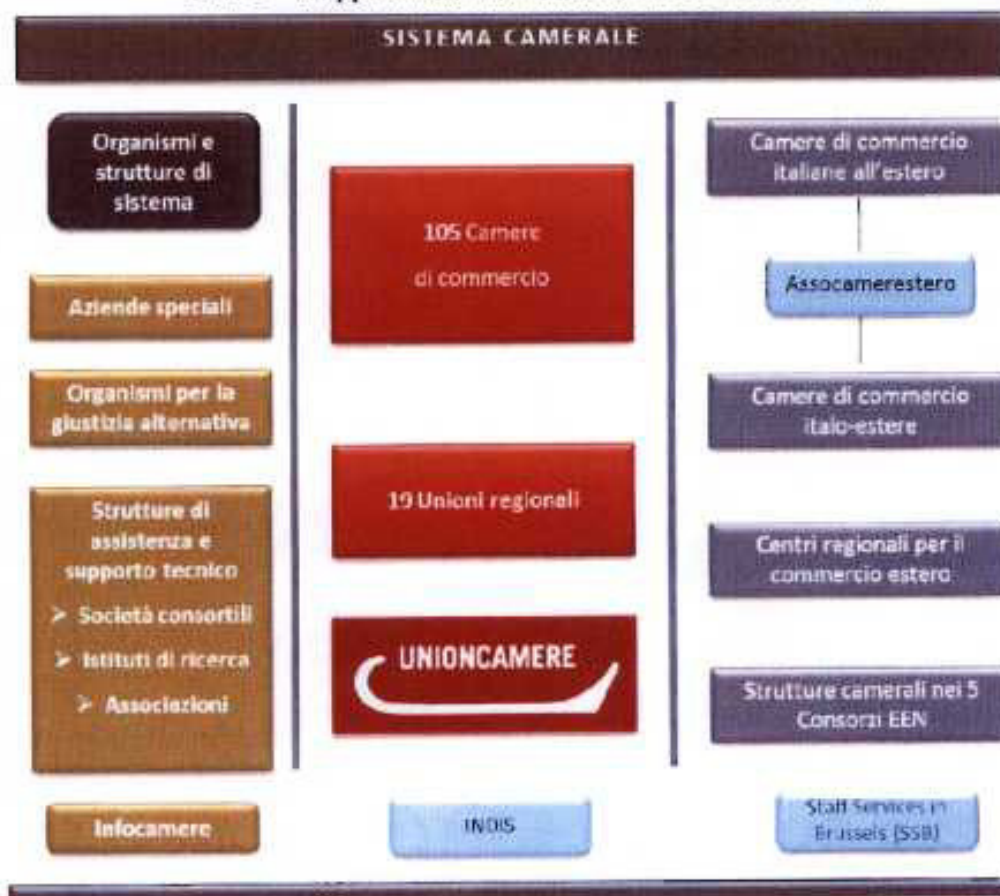 SISTEMA CAMERALE
Organismi e
strutture di
sistema
Aziende speciali
Organismi per la
giustizia alternativa
Strutture di
assistenza e
supporto tecnico
➢ Società consortili
➢ Istituti di ricerca
➢ Associazioni
Infocamere
105 Camere
di commercio
19 Unioni regionali
UNIONCAMERE
INDIS
Camere di commercio
italiane all'estero
Assocamerestero
Camere di commercio
italo-estere
Centri regionali per il
commercio estero
Strutture camerali nei 5
Consorzi EEN
Staff Services in
Brussels (SSB)